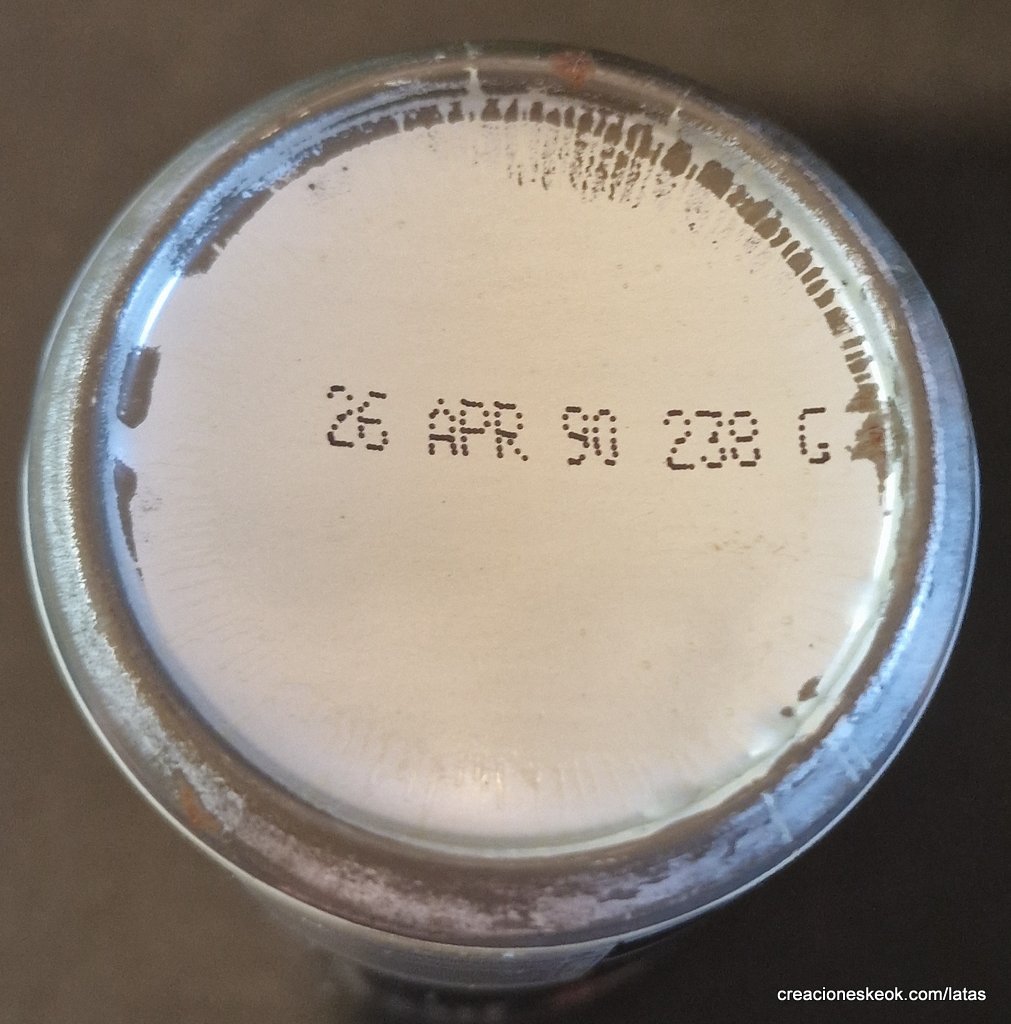 26 APR 90 238 G
creacioneskeok.com/latas